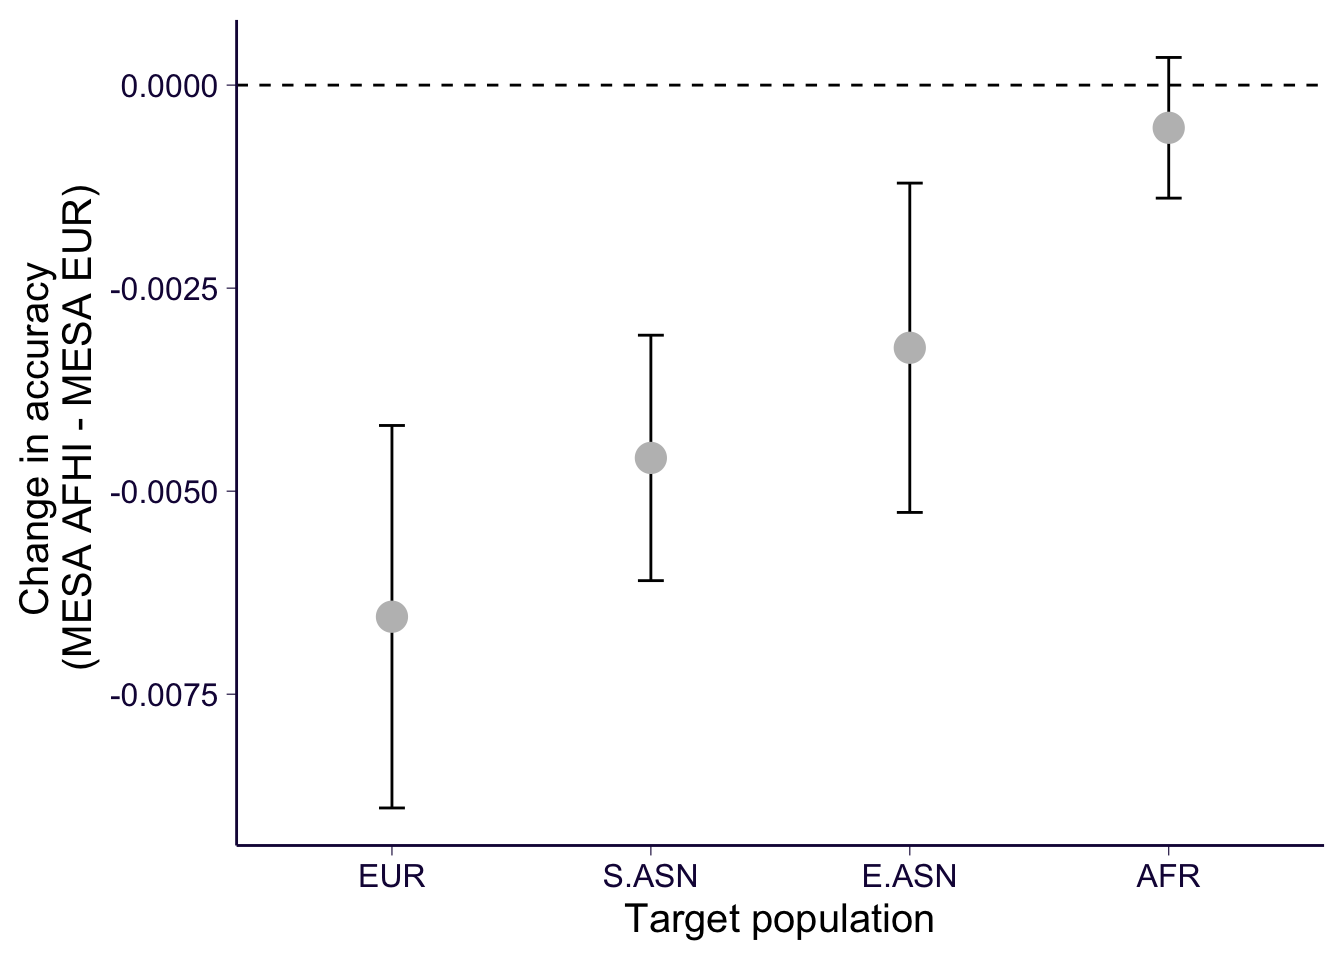 Change in accuracy
(MESA AFHI - MESA EUR)
0.0000
-0.0025
-0.0050
-0.0075
EUR
S.ASN
E.ASN
AFR
Target population